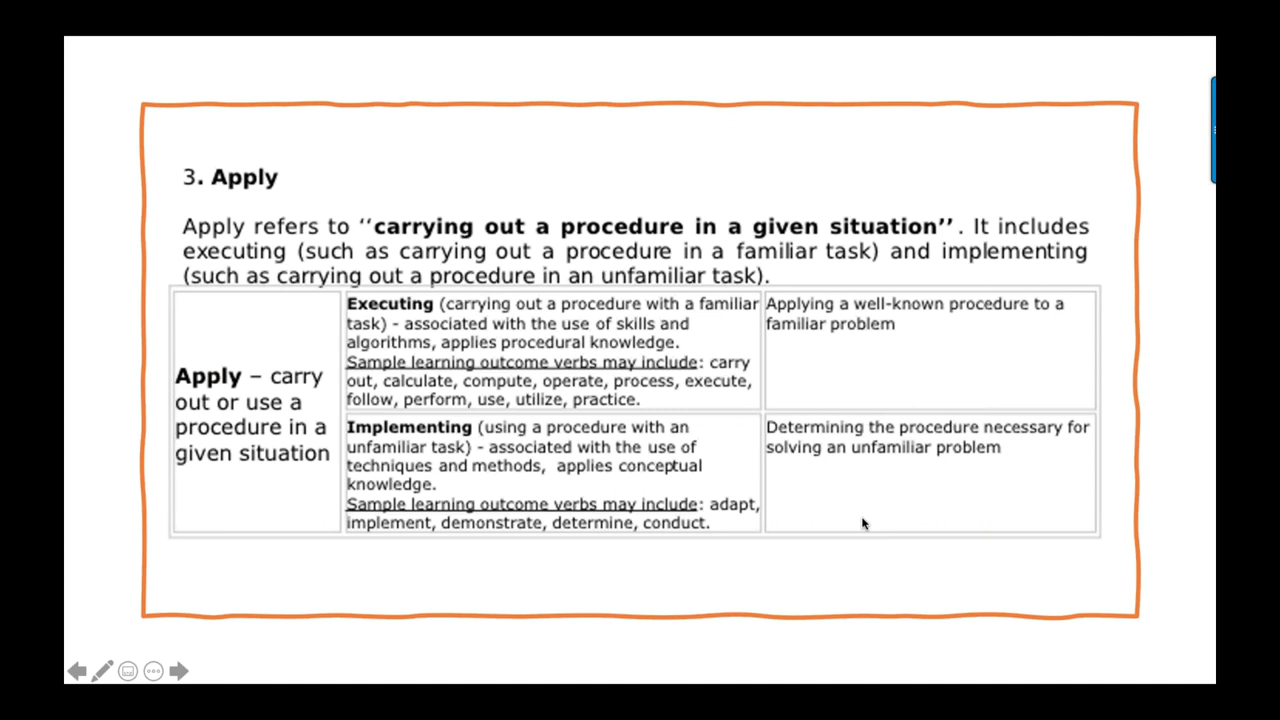 3. Apply
Apply refers to ‘‘carrying out a procedure in a given situation’’. It includes
executing (such as carrying out a procedure in a familiar task) and implementing
(such as carrying out a procedure in an unfamiliar task).
Apply – carry
out or use a
procedure in a
given situation
Executing (carrying out a procedure with a familiar
task) - associated with the use of skills and
algorithms, applies procedural knowledge.
Sample learning outcome verbs may include: carry
out, calculate, compute, operate, process, execute,
follow, perform, use, utilize, practice.
Applying a well-known procedure to a
familiar problem
Implementing (using a procedure with an
unfamiliar task) - associated with the use of
techniques and methods,  applies conceptual
knowledge.
Sample learning outcome verbs may include: adapt,
implement, demonstrate, determine, conduct.
Determining the procedure necessary for
solving an unfamiliar problem